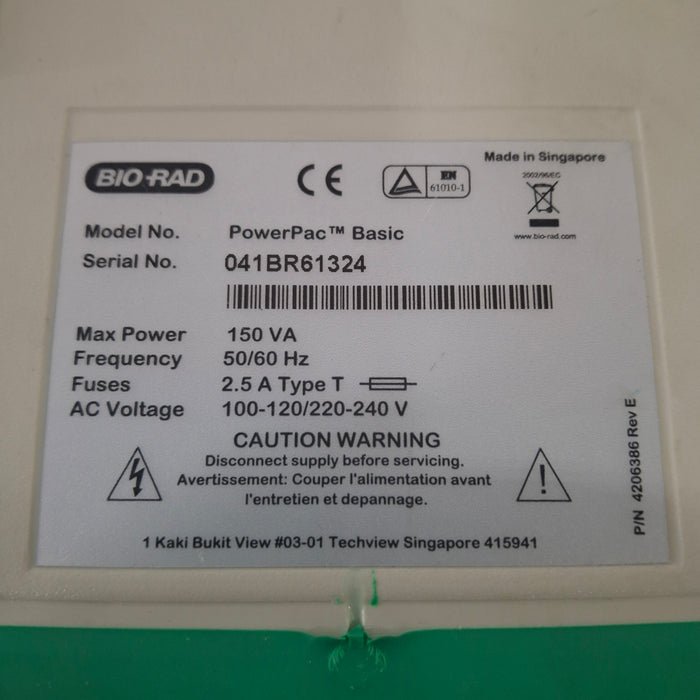 Made in Singapore
BIO-RAD
CE
EN
61010-1
2002/96/EC
www.bio-rad.com
Model No. PowerPac™ Basic
Serial No. 041BR61324
Max Power 150 VA
Frequency 50/60 Hz
Fuses 2.5 A Type T
AC Voltage 100-120/220-240 V
CAUTION WARNING
Disconnect supply before servicing.
Avertissement: Couper l'alimentation avant
l'entretien et depannage.
1 Kaki Bukit View #03-01 Techview Singapore 415941
P/N 4206386 Rev E